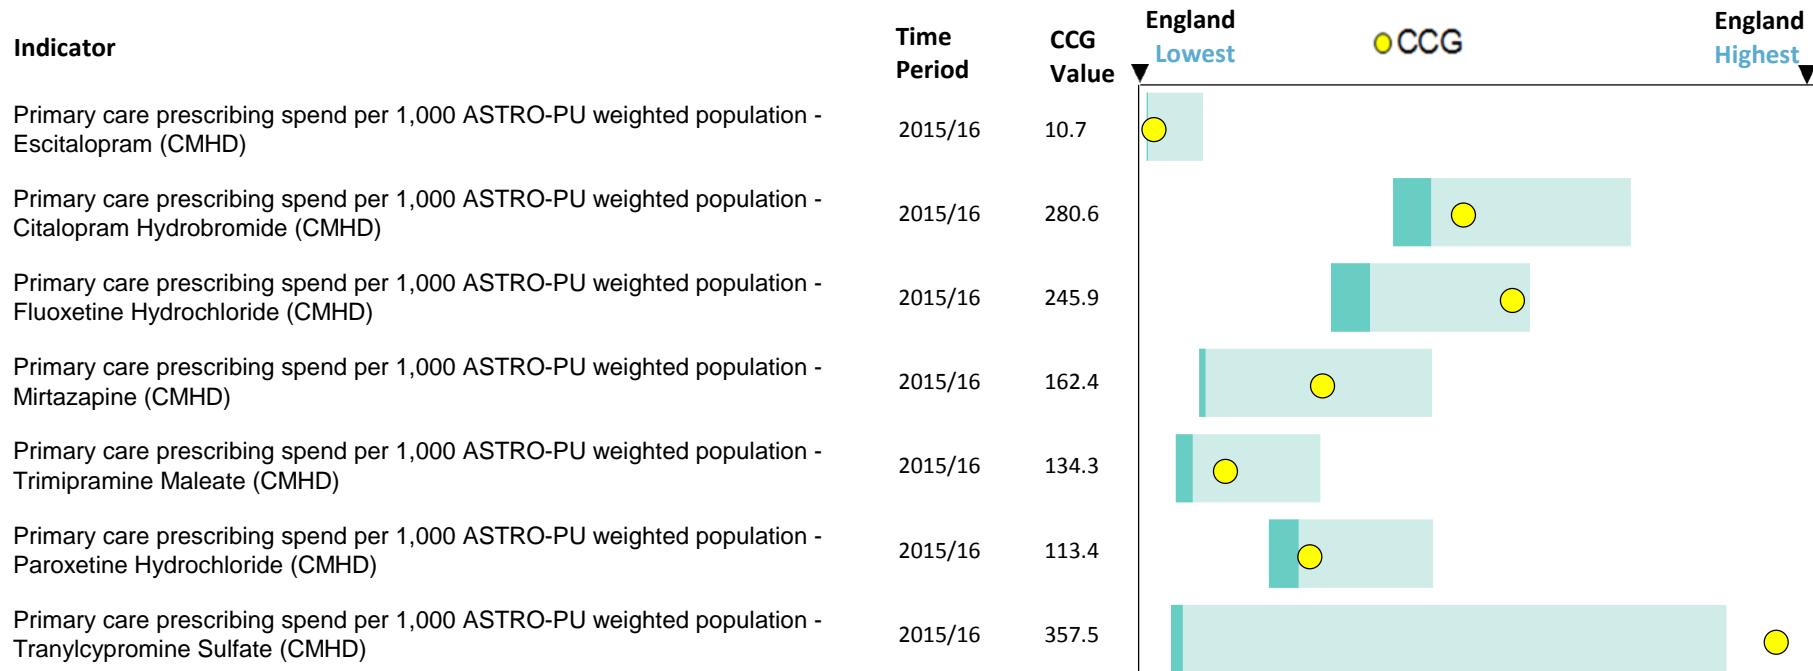 Indicator
Time Period
CCG Value
England Lowest
CCG
England Highest
Primary care prescribing spend per 1,000 ASTRO-PU weighted population -
Escitalopram (CMHD)
2015/16
10.7
Primary care prescribing spend per 1,000 ASTRO-PU weighted population -
Citalopram Hydrobromide (CMHD)
2015/16
280.6
Primary care prescribing spend per 1,000 ASTRO-PU weighted population -
Fluoxetine Hydrochloride (CMHD)
2015/16
245.9
Primary care prescribing spend per 1,000 ASTRO-PU weighted population -
Mirtazapine (CMHD)
2015/16
162.4
Primary care prescribing spend per 1,000 ASTRO-PU weighted population -
Trimipramine Maleate (CMHD)
2015/16
134.3
Primary care prescribing spend per 1,000 ASTRO-PU weighted population -
Paroxetine Hydrochloride (CMHD)
2015/16
113.4
Primary care prescribing spend per 1,000 ASTRO-PU weighted population -
Tranylcypromine Sulfate (CMHD)
2015/16
357.5